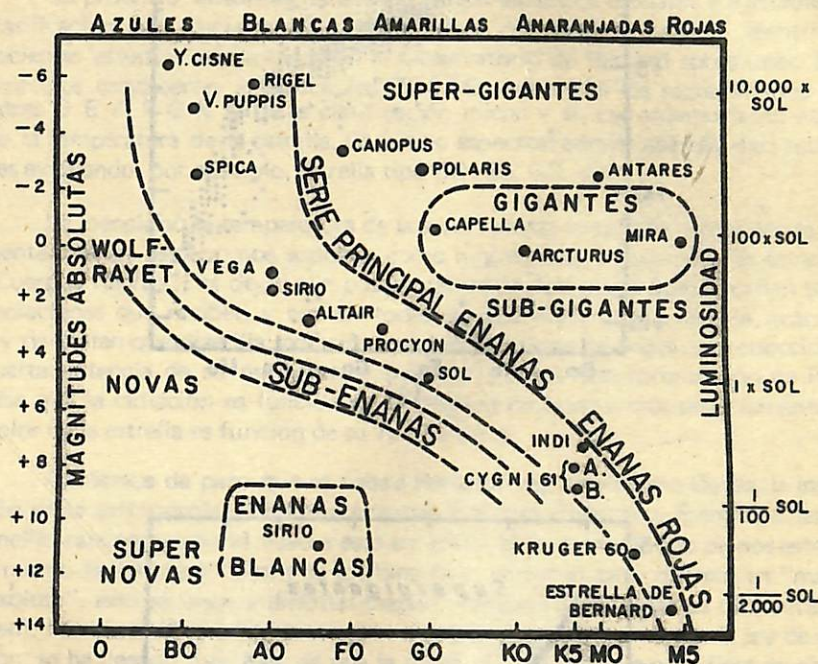 AZULES BLANCAS AMARILLAS ANARANJADAS ROJAS
MAGNITUDES ABSOLUTAS
-6
-4
-2
0
+2
+4
+6
+8
+10
+12
+14
Y. CISNE
RIGEL
V. PUPPIS
SPICA
SUPER-GIGANTES
CANOPUS
POLARIS
ANTARES
GIGANTES
CAPELLA
ARCTURUS
MIRA
SUB-GIGANTES
WOLF-
RAYET
VEGA
SIRIO
ALTAIR
PROCYON
SOL
SERIE PRINCIPAL ENANAS
ENANAS ROJAS
SUB-ENANAS
NOVAS
INDI
CYGNI 61 { A.
B.
ENANAS
SIRIO
(BLANCAS)
SUPER
NOVAS
KRUGER 60
ESTRELLA DE
BERNARD
LUMINOSIDAD
10.000 x
SOL
100 x SOL
1 x SOL
1/100 SOL
1/2.000 SOL
O BO AO FO GO KO K5 MO M5